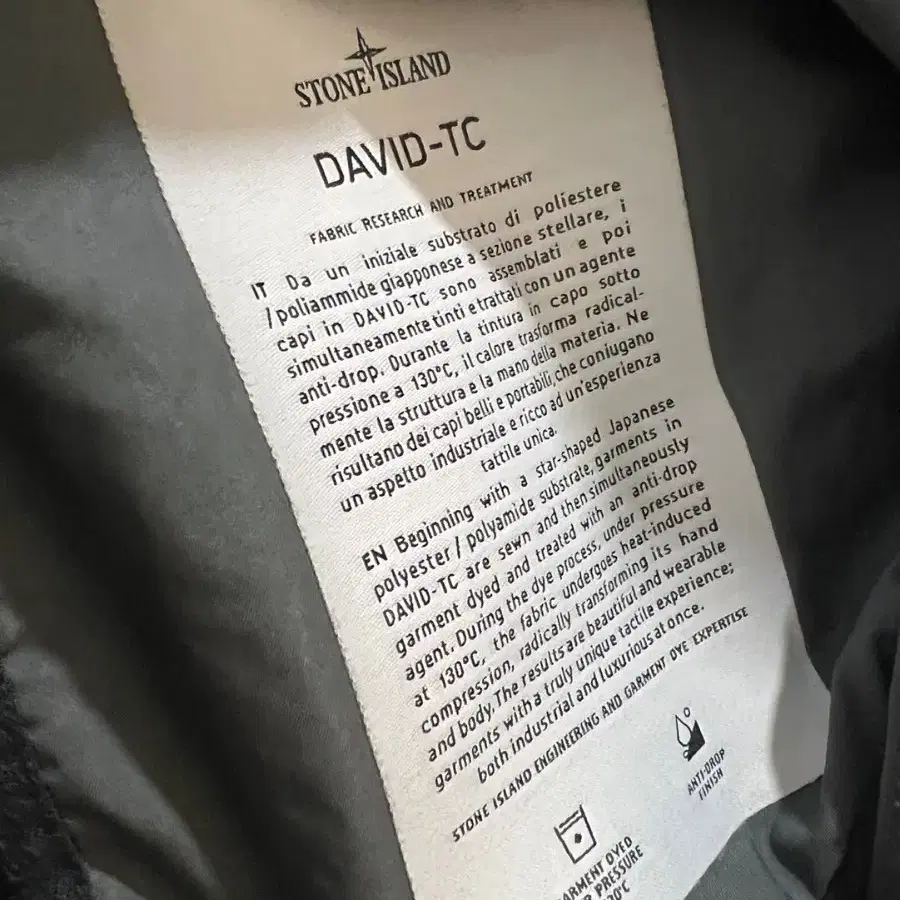 STONE ISLAND
DAVID-TC
FABRIC RESEARCH AND TREATMENT
IT Da un iniziale substrato di poliestere
/poliammide giapponese a sezione stellare, i
capi in DAVID-TC sono assemblati e poi
simultaneamente tinti e trattati con un agente
anti-drop. Durante la tintura in capo sotto
pressione a 130°C, il calore trasforma radical-
mente la struttura e la mano della materia. Ne
risultano dei capi belli e portabili, che coniugano
un aspetto industriale e ricco ad un'esperienza
tattile unica.
EN Beginning with a star-shaped Japanese
polyester / polyamide substrate, garments in
DAVID-TC are sewn and then simultaneously
garment dyed and treated with an anti-drop
agent. During the dye process, under pressure
at 130°C, the fabric undergoes heat-induced
compression, radically transforming its hand
and body. The results are beautiful and wearable
garments with a truly unique tactile experience;
both industrial and luxurious at once.
STONE ISLAND ENGINEERING AND GARMENT DYE EXPERTISE
ANTI-DROP
FINISH
GARMENT DYED
PRESSURE